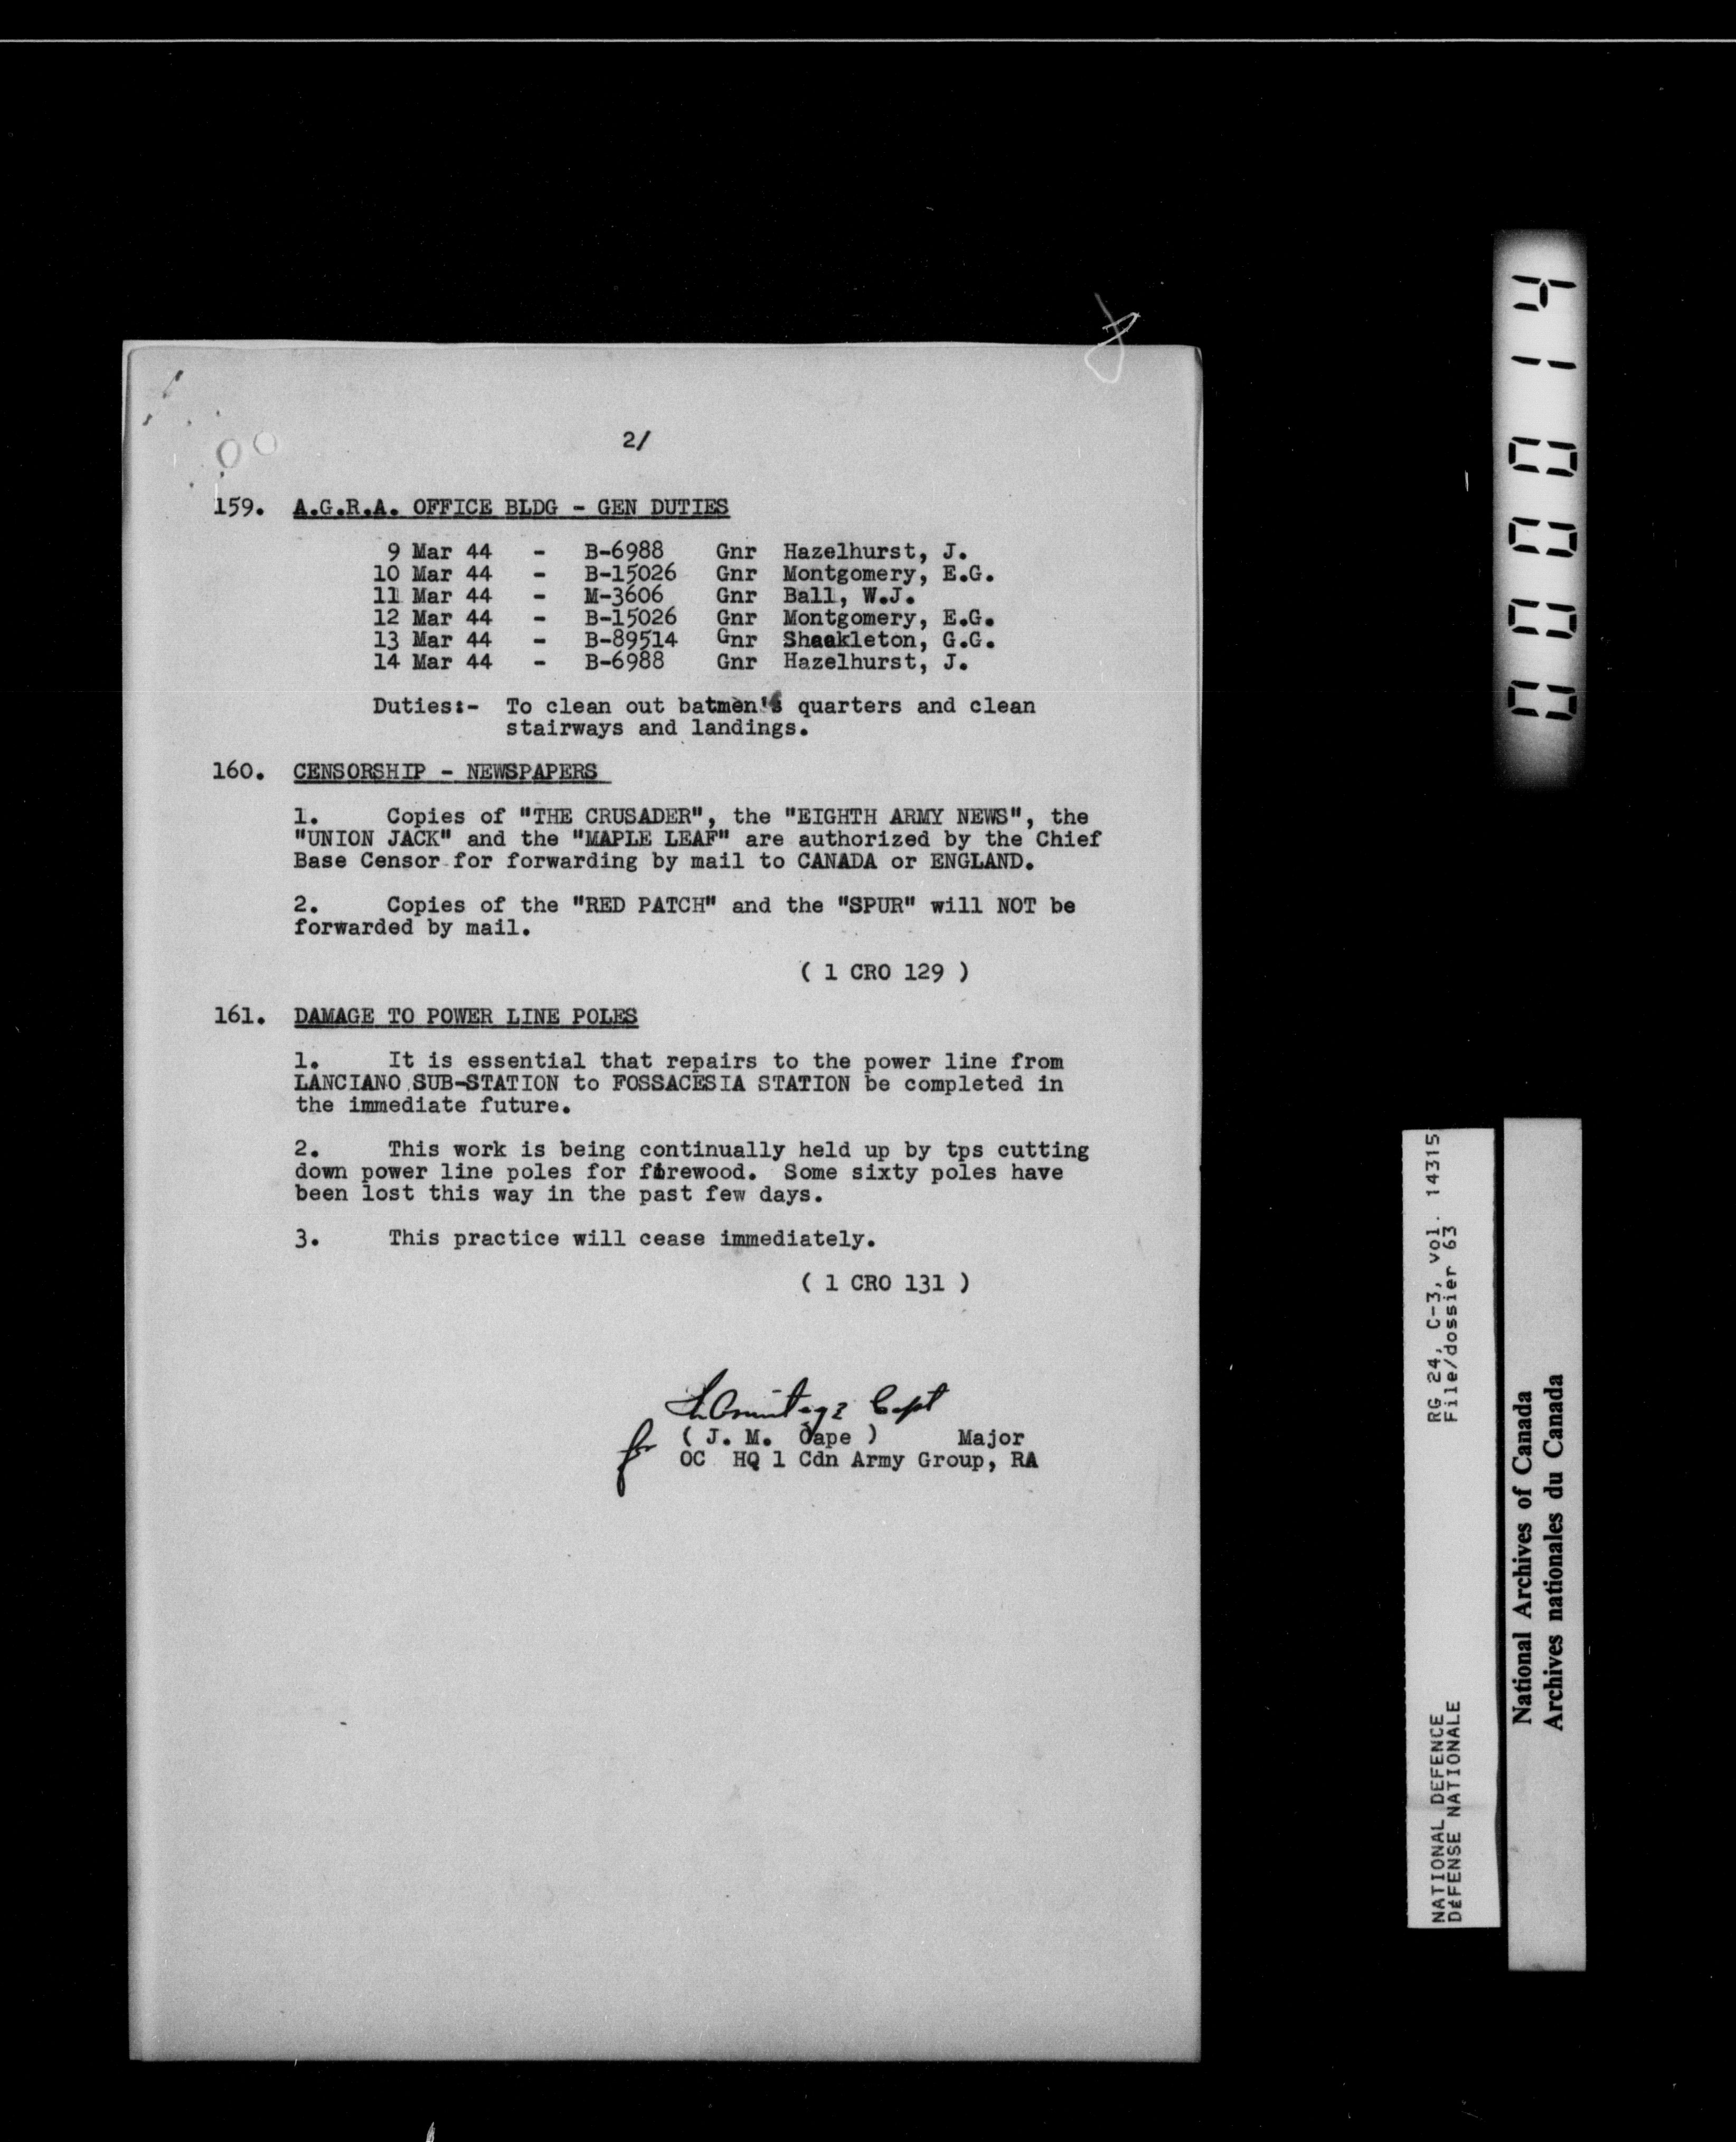 2/
159. A.G.R.A. OFFICE BLDG - GEN DUTIES
9 Mar 44 - B-6988 Gnr Hazelhurst, J.
10 Mar 44 - B-15026 Gnr Montgomery, E.G.
11 Mar 44 - M-3606 Gnr Ball, W.J.
12 Mar 44 - B-15026 Gnr Montgomery, E.G.
13 Mar 44 - B-89514 Gnr Shackleton, G.G.
14 Mar 44 - B-6988 Gnr Hazelhurst, J.
Duties:- To clean out batmen's quarters and clean
stairways and landings.
160. CENSORSHIP - NEWSPAPERS
1. Copies of "THE CRUSADER", the "EIGHTH ARMY NEWS", the
"UNION JACK" and the "MAPLE LEAF" are authorized by the Chief
Base Censor for forwarding by mail to CANADA or ENGLAND.
2. Copies of the "RED PATCH" and the "SPUR" will NOT be
forwarded by mail.
( 1 CRO 129 )
161. DAMAGE TO POWER LINE POLES
1. It is essential that repairs to the power line from
LANCIANO SUB-STATION to FOSSACESIA STATION be completed in
the immediate future.
2. This work is being continually held up by tps cutting
down power line poles for firewood. Some sixty poles have
been lost this way in the past few days.
3. This practice will cease immediately.
( 1 CRO 131 )
Armitage Capt
for ( J. M. Cape ) Major
OC HQ 1 Cdn Army Group, RA
000014
RG 24, C-3, vol. 14315
File/dossier 63
NATIONAL DEFENCE
DéFENSE NATIONALE
National Archives of Canada
Archives nationales du Canada